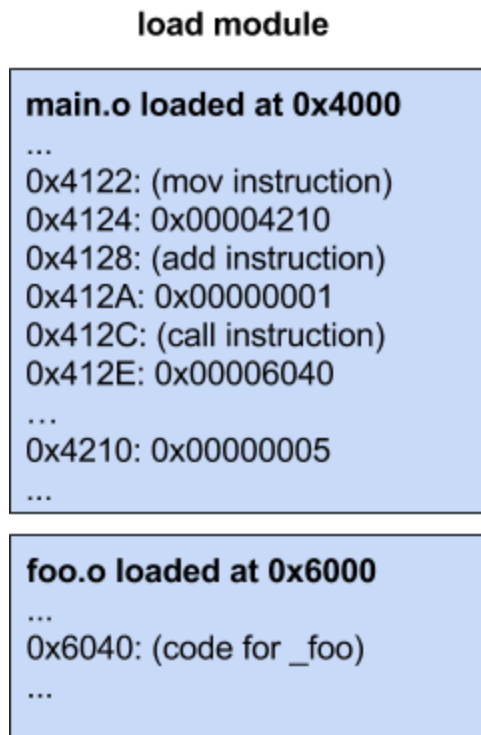 load module
main.o loaded at 0x4000
...
0x4122: (mov instruction)
0x4124: 0x00004210
0x4128: (add instruction)
0x412A: 0x00000001
0x412C: (call instruction)
0x412E: 0x00006040
…
0x4210: 0x00000005
...
foo.o loaded at 0x6000
...
0x6040: (code for _foo)
...